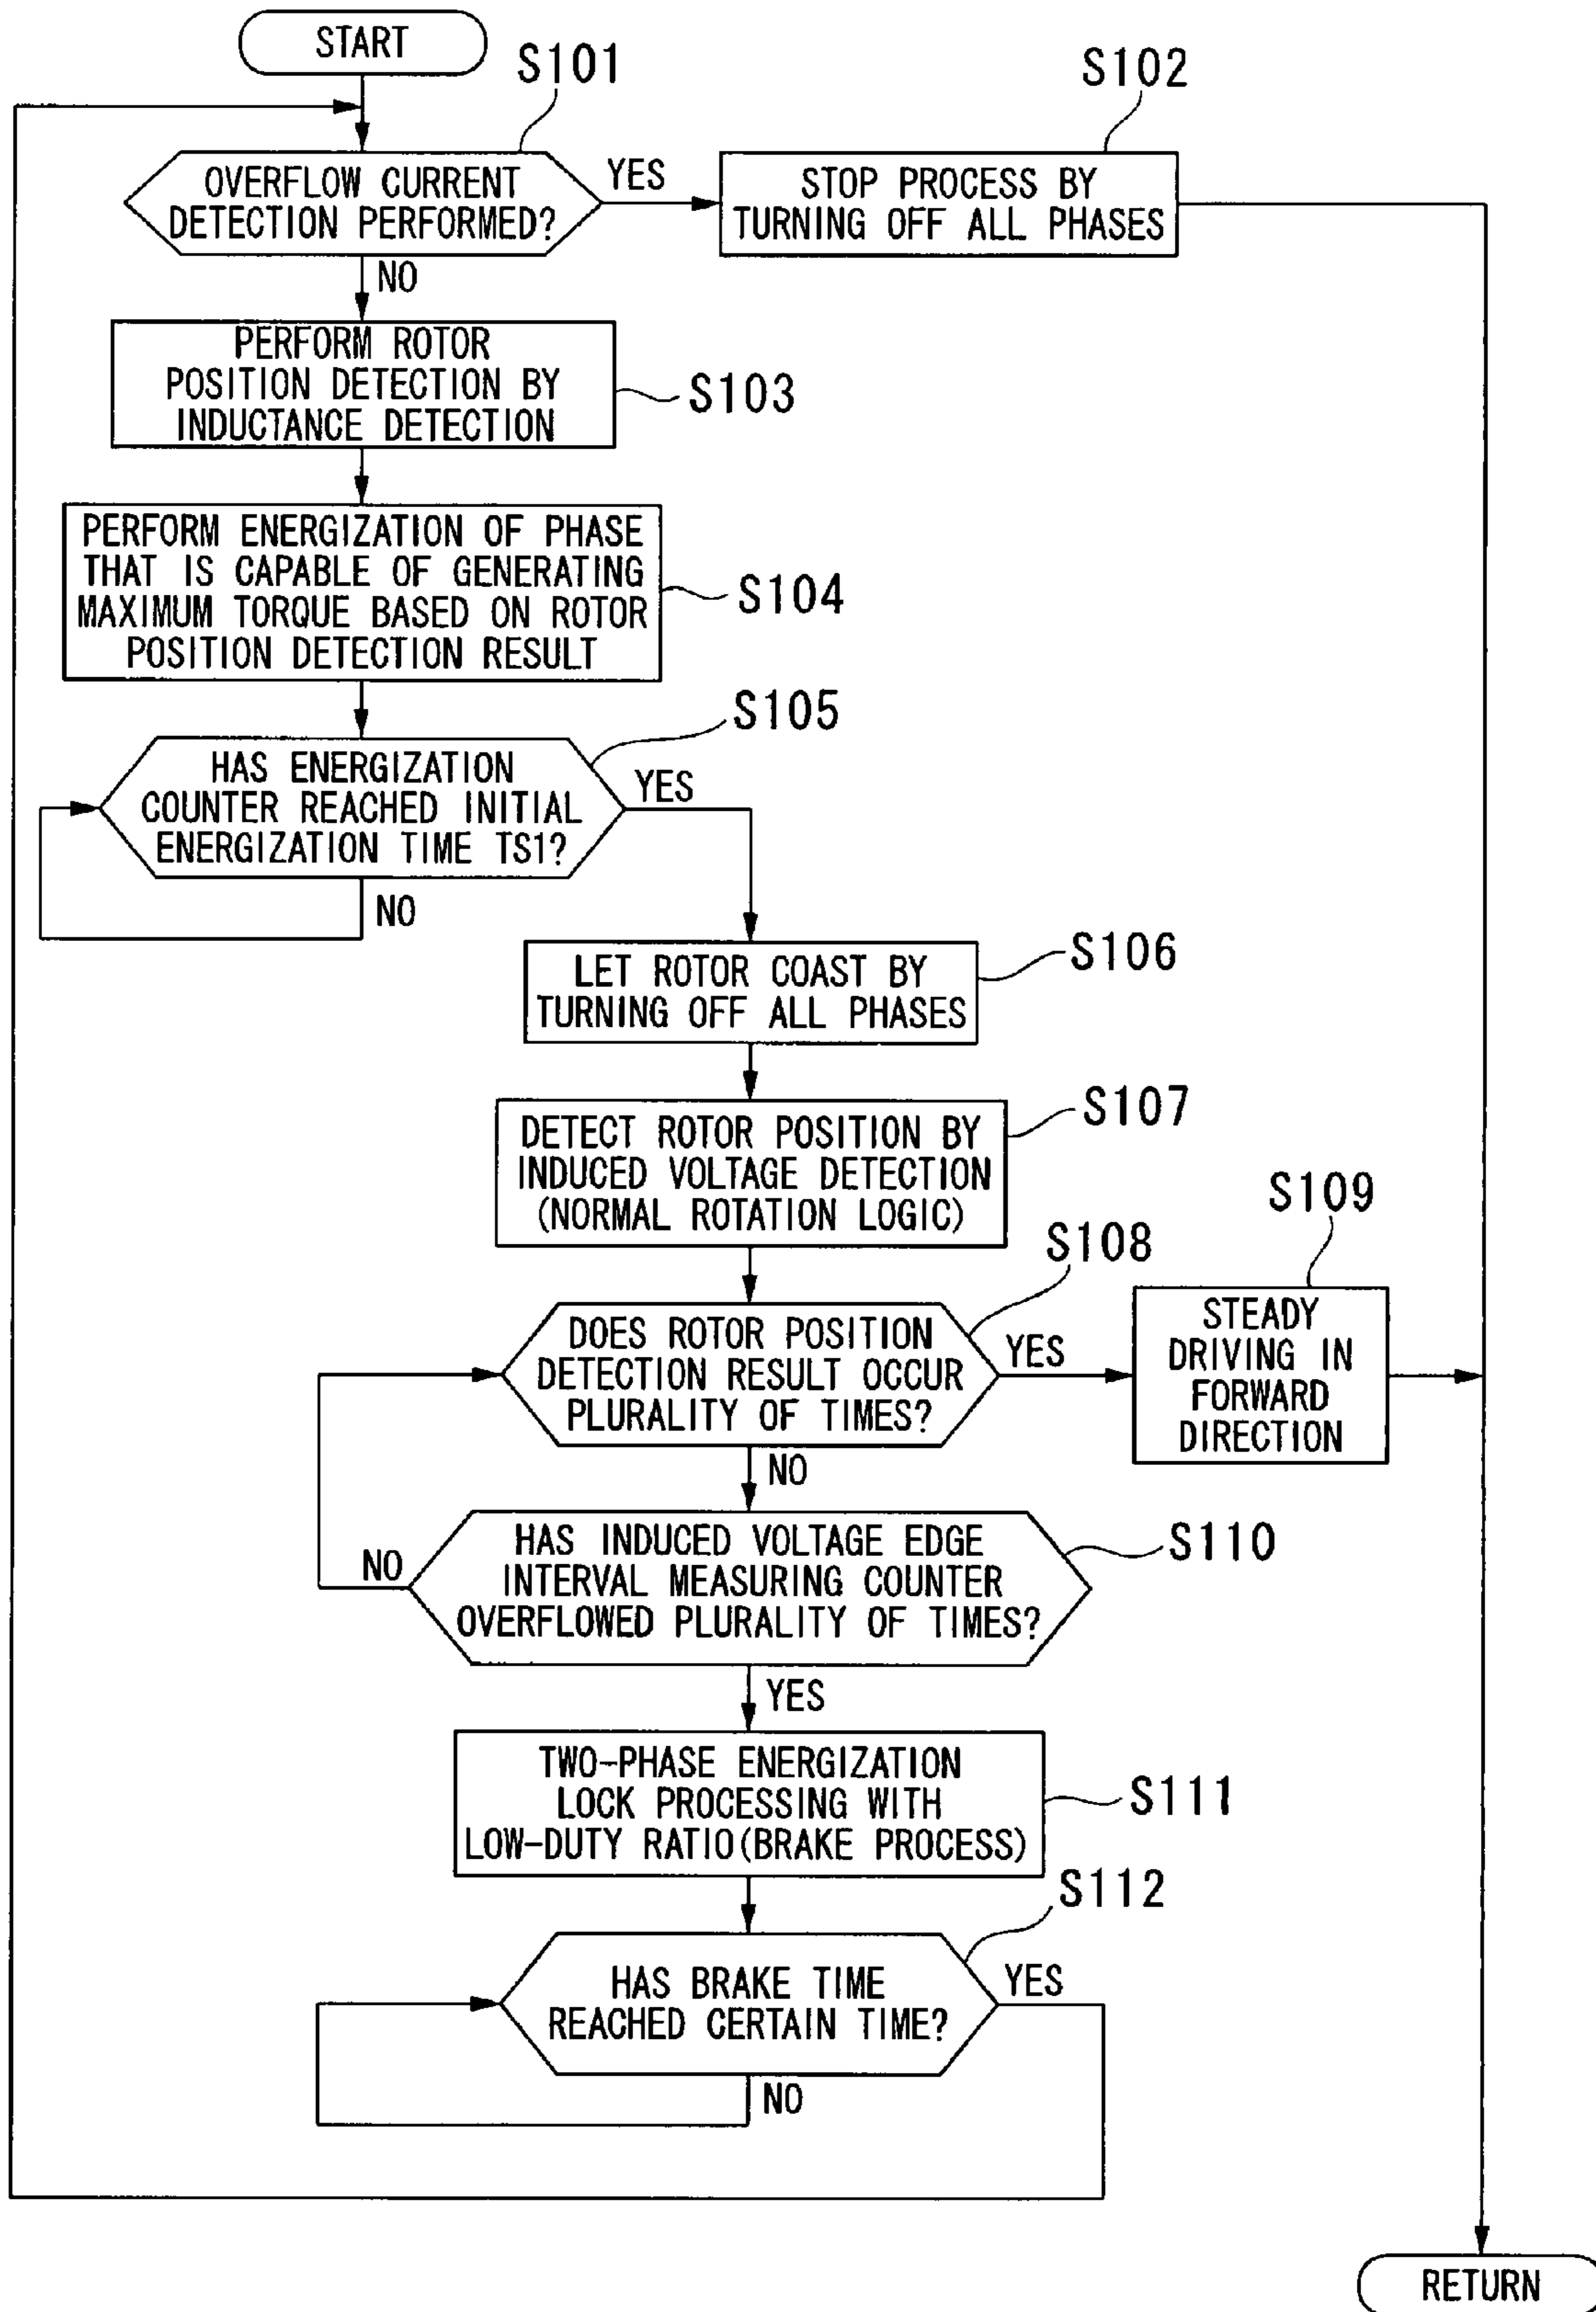 START
S101
S102
OVERFLOW CURRENT
DETECTION PERFORMED?
YES
STOP PROCESS BY
TURNING OFF ALL PHASES
NO
PERFORM ROTOR
POSITION DETECTION BY
INDUCTANCE DETECTION
S103
PERFORM ENERGIZATION OF PHASE
THAT IS CAPABLE OF GENERATING
MAXIMUM TORQUE BASED ON ROTOR
POSITION DETECTION RESULT
S104
S105
HAS ENERGIZATION
COUNTER REACHED INITIAL
ENERGIZATION TIME TS1?
YES
NO
LET ROTOR COAST BY
TURNING OFF ALL PHASES
S106
DETECT ROTOR POSITION BY
INDUCED VOLTAGE DETECTION
(NORMAL ROTATION LOGIC)
S107
S108
S109
DOES ROTOR POSITION
DETECTION RESULT OCCUR
PLURALITY OF TIMES?
YES
STEADY
DRIVING IN
FORWARD
DIRECTION
NO
HAS INDUCED VOLTAGE EDGE
INTERVAL MEASURING COUNTER
OVERFLOWED PLURALITY OF TIMES?
S110
NO
YES
TWO-PHASE ENERGIZATION
LOCK PROCESSING WITH
LOW-DUTY RATIO(BRAKE PROCESS)
S111
S112
HAS BRAKE TIME
REACHED CERTAIN TIME?
YES
NO
RETURN